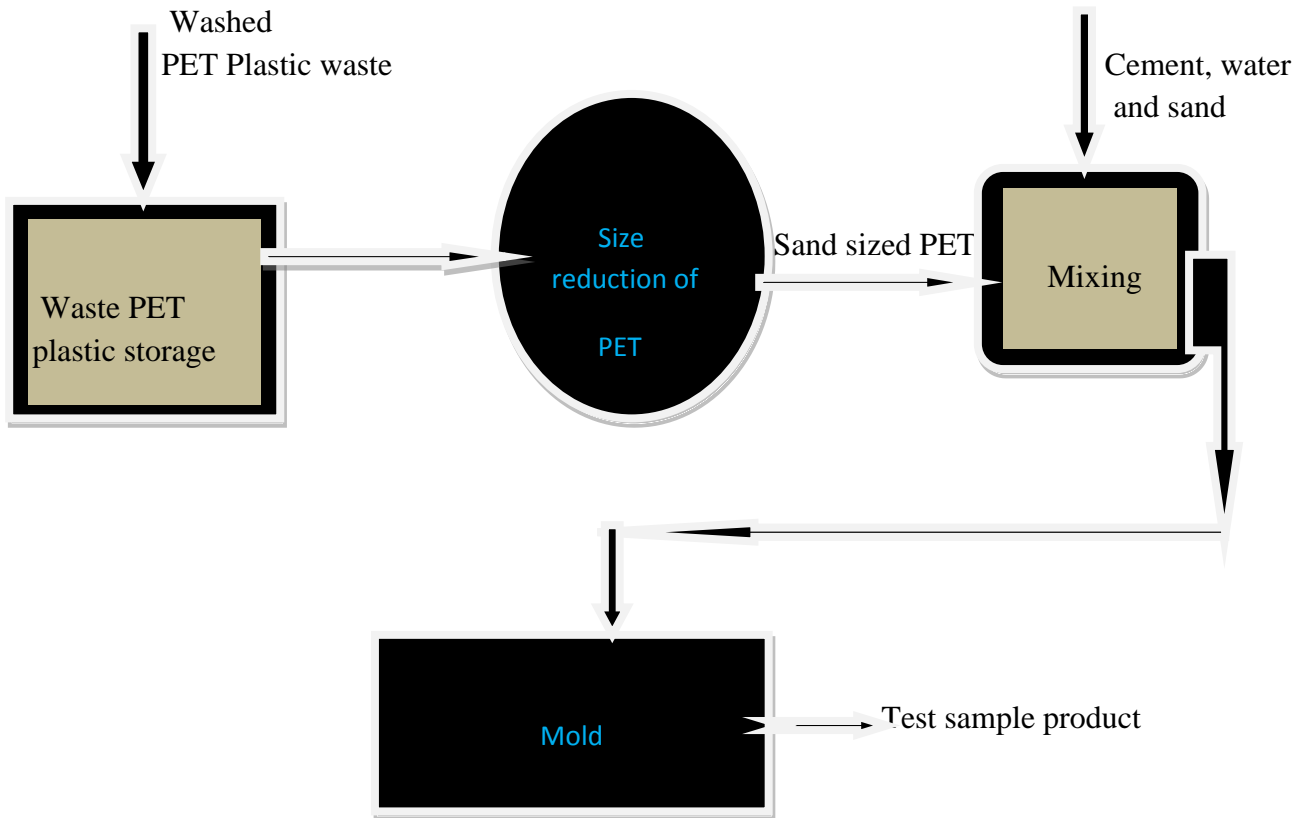 Washed
PET Plastic waste
Cement, water
and sand
Size
reduction of
PET
Sand sized PET
Mixing
Waste PET
plastic storage
Mold
Test sample product